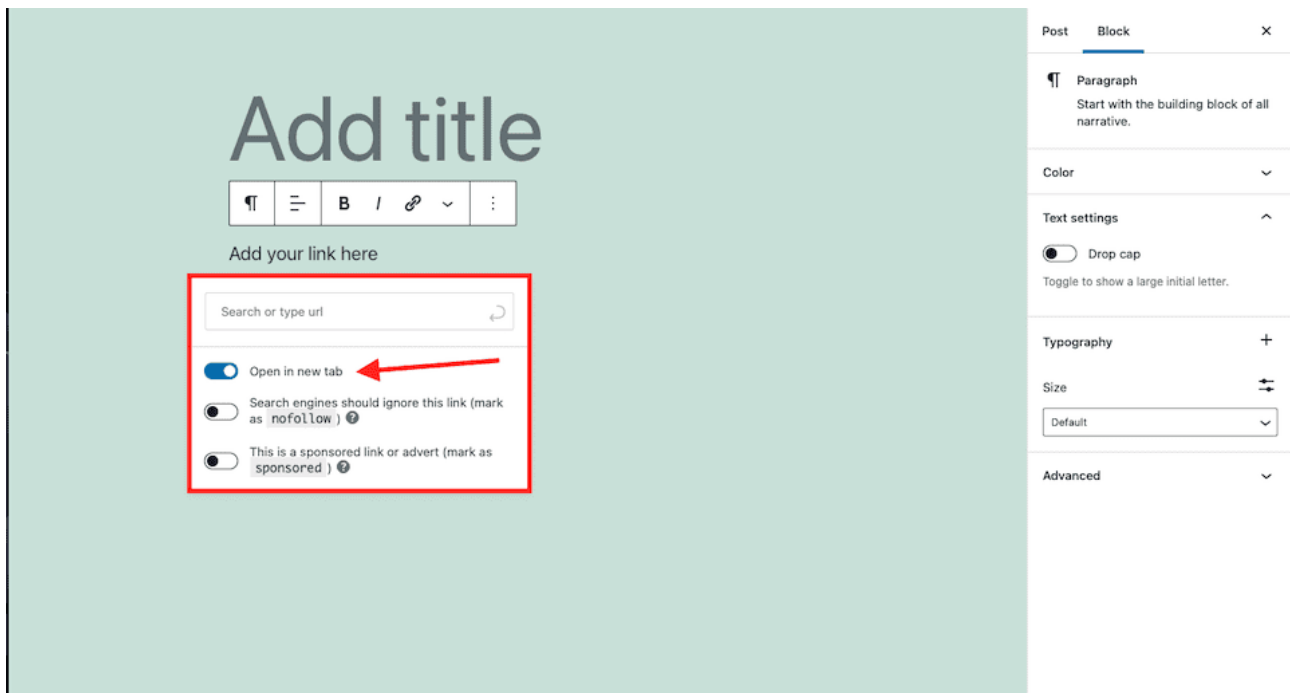 Add title
B I
Add your link here
Search or type url
Open in new tab
Search engines should ignore this link (mark
as nofollow )
This is a sponsored link or advert (mark as
sponsored )
Post Block
Paragraph
Start with the building block of all
narrative.
Color
Text settings
Drop cap
Toggle to show a large initial letter.
Typography
Size
Default
Advanced